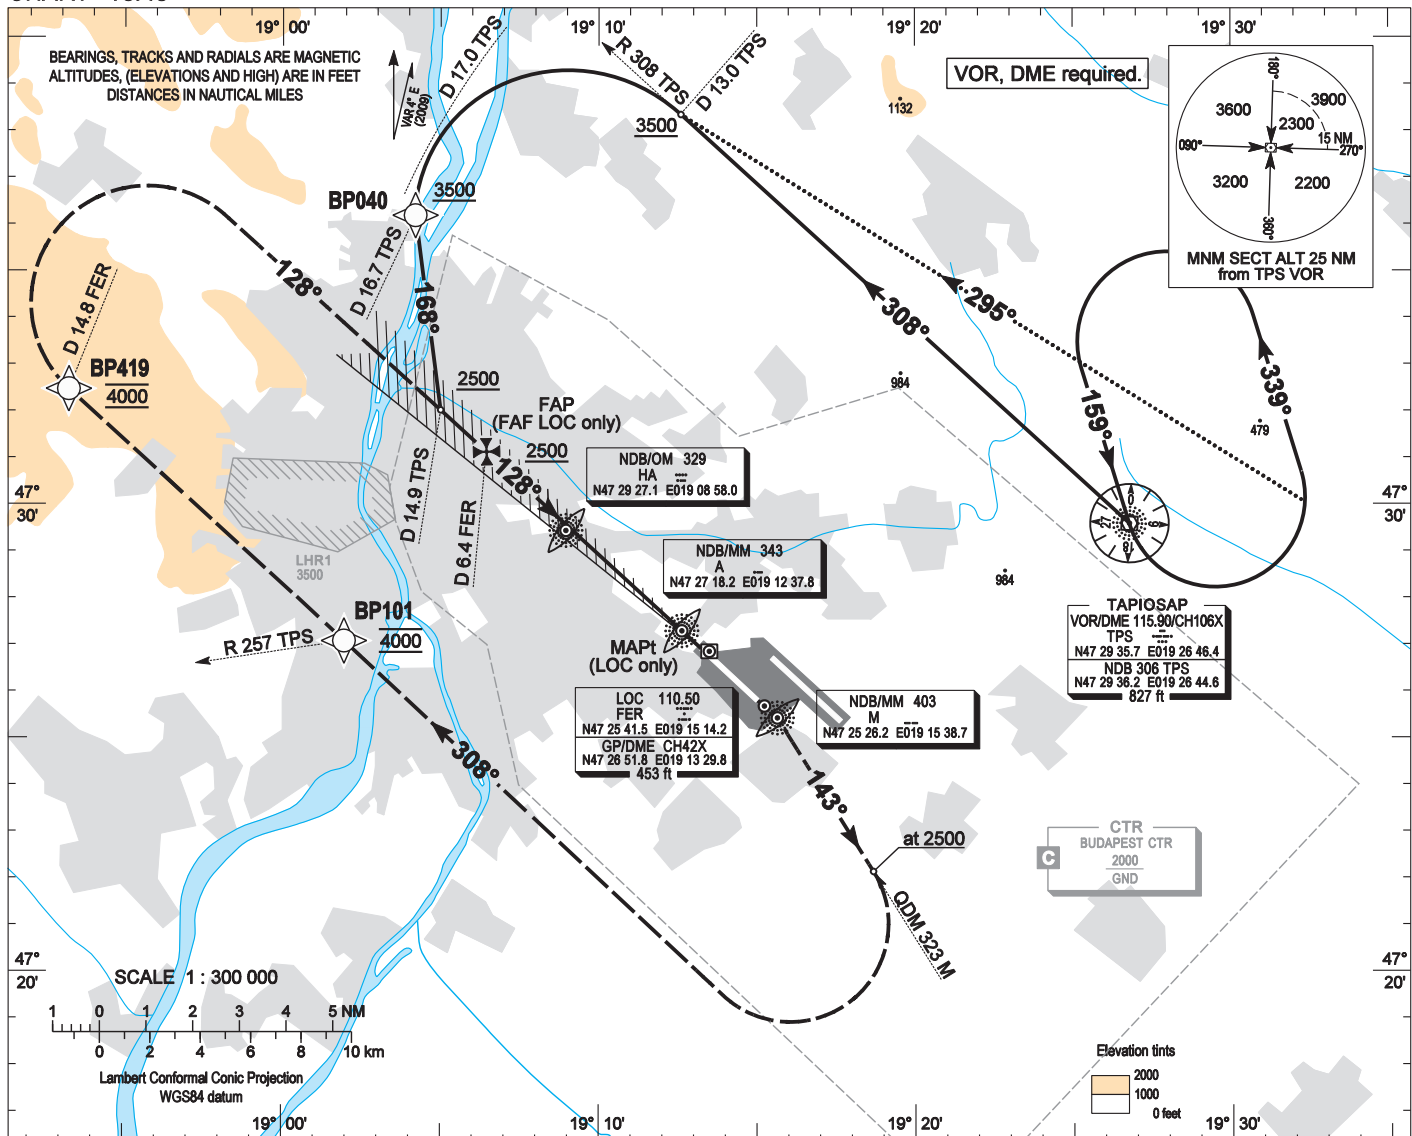 19° 00'
19° 10'
19° 20'
19° 30'
BEARINGS, TRACKS AND RADIALS ARE MAGNETIC
ALTITUDES, (ELEVATIONS AND HIGH) ARE IN FEET
DISTANCES IN NAUTICAL MILES
VAR 4° E
(2009)
D 17.0 TPS
R 308 TPS
D 13.0 TPS
3500
VOR, DME required.
1132
180°
3600
3900
2300
15 NM
090°
270°
3200
2200
360°
MNM SECT ALT 25 NM
from TPS VOR
BP040
3500
D 16.7 TPS
128°
168°
D 14.8 FER
BP419
4000
308°
295°
984
159°
339°
479
2500
FAP
(FAF LOC only)
2500
128°
D 14.9 TPS
D 6.4 FER
NDB/OM 329
HA
N47 29 27.1 E019 08 58.0
47°
30'
47°
30'
0
9
18
27
LHR1
3500
NDB/MM 343
A
N47 27 18.2 E019 12 37.8
984
BP101
4000
R 257 TPS
MAPt
(LOC only)
TAPIOSAP
VOR/DME 115.90/CH106X
TPS
N47 29 35.7 E019 26 46.4
NDB 306 TPS
N47 29 36.2 E019 26 44.6
827 ft
LOC 110.50
FER
N47 25 41.5 E019 15 14.2
GP/DME CH42X
N47 26 51.8 E019 13 29.8
453 ft
NDB/MM 403
M
N47 25 26.2 E019 15 38.7
308°
143°
at 2500
QDM 323 M
CTR
BUDAPEST CTR
C
2000
GND
47°
20'
47°
20'
SCALE 1 : 300 000
1 0 1 2 3 4 5 NM
0 2 4 6 8 10 km
Lambert Conformal Conic Projection
WGS84 datum
Elevation tints
2000
1000
0 feet
19° 00'
19° 10'
19° 20'
19° 30'